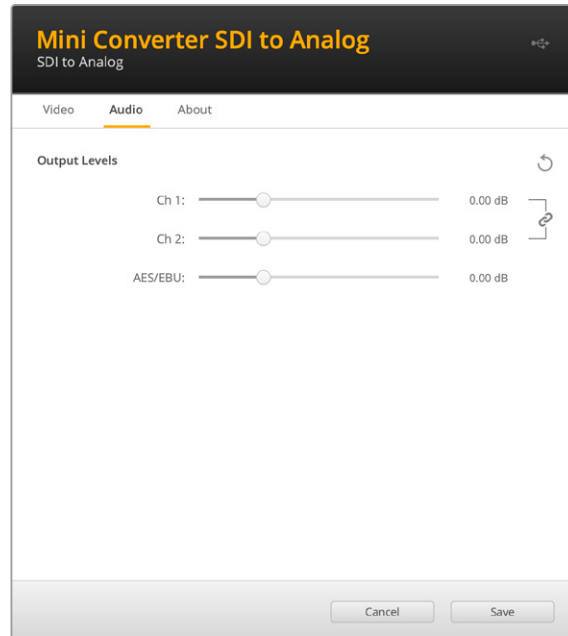 Mini Converter SDI to Analog
SDI to Analog
Video Audio About
Output Levels
Ch 1: 0.00 dB
Ch 2: 0.00 dB
AES/EBU: 0.00 dB
Cancel Save